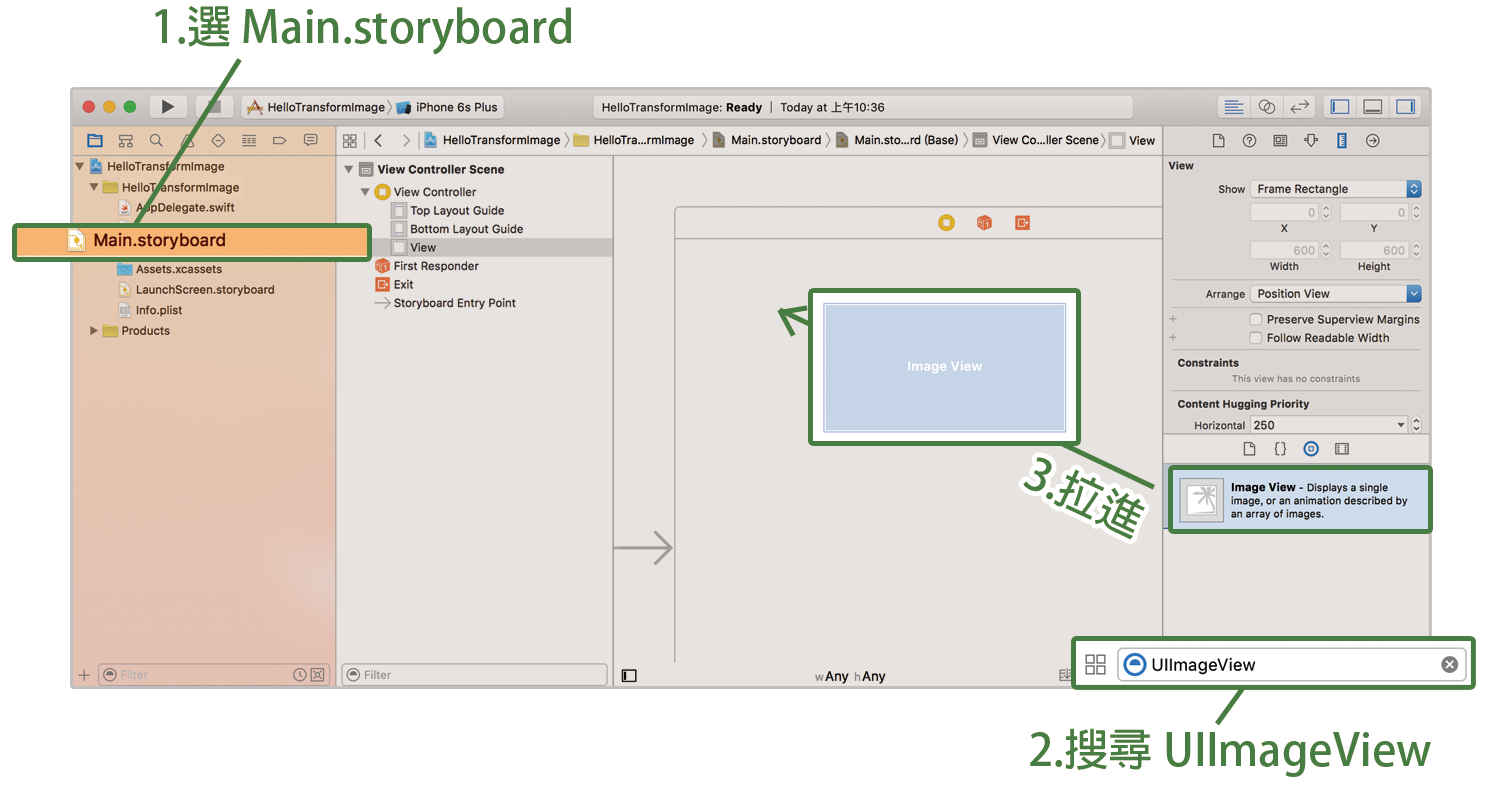 1.選 Main.storyboard
HelloTransformImage iPhone 6s Plus
HelloTransformImage: Ready | Today at 上午10:36
HelloTransformImage HelloTra...rmImage Main.storyboard Main.sto...rd (Base) View Co...ller Scene View
HelloTransformImage
HelloTransformImage
AppDelegate.swift
Main.storyboard
Assets.xcassets
LaunchScreen.storyboard
Info.plist
Products
Filter
View Controller Scene
View Controller
Top Layout Guide
Bottom Layout Guide
View
First Responder
Exit
Storyboard Entry Point
Filter
Image View
3.拉進
wAny hAny
View
Show Frame Rectangle
0 0
X Y
600 600
Width Height
Arrange Position View
Preserve Superview Margins
Follow Readable Width
Constraints
This view has no constraints
Content Hugging Priority
Horizontal 250
Image View - Displays a single
image, or an animation described by
an array of images.
UIImageView
2.搜尋 UIImageView